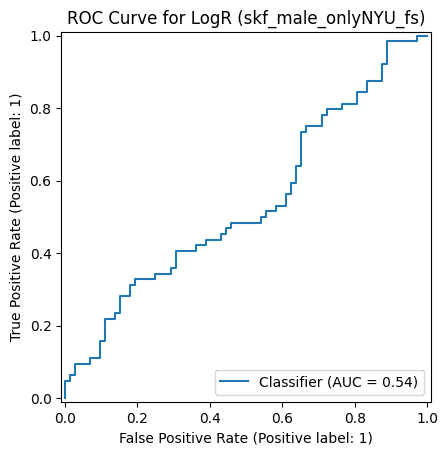 ROC Curve for LogR (skf_male_onlyNYU_fs)
True Positive Rate (Positive label: 1)
1.0
0.8
0.6
0.4
0.2
0.0
Classifier (AUC = 0.54)
0.0 0.2 0.4 0.6 0.8 1.0
False Positive Rate (Positive label: 1)